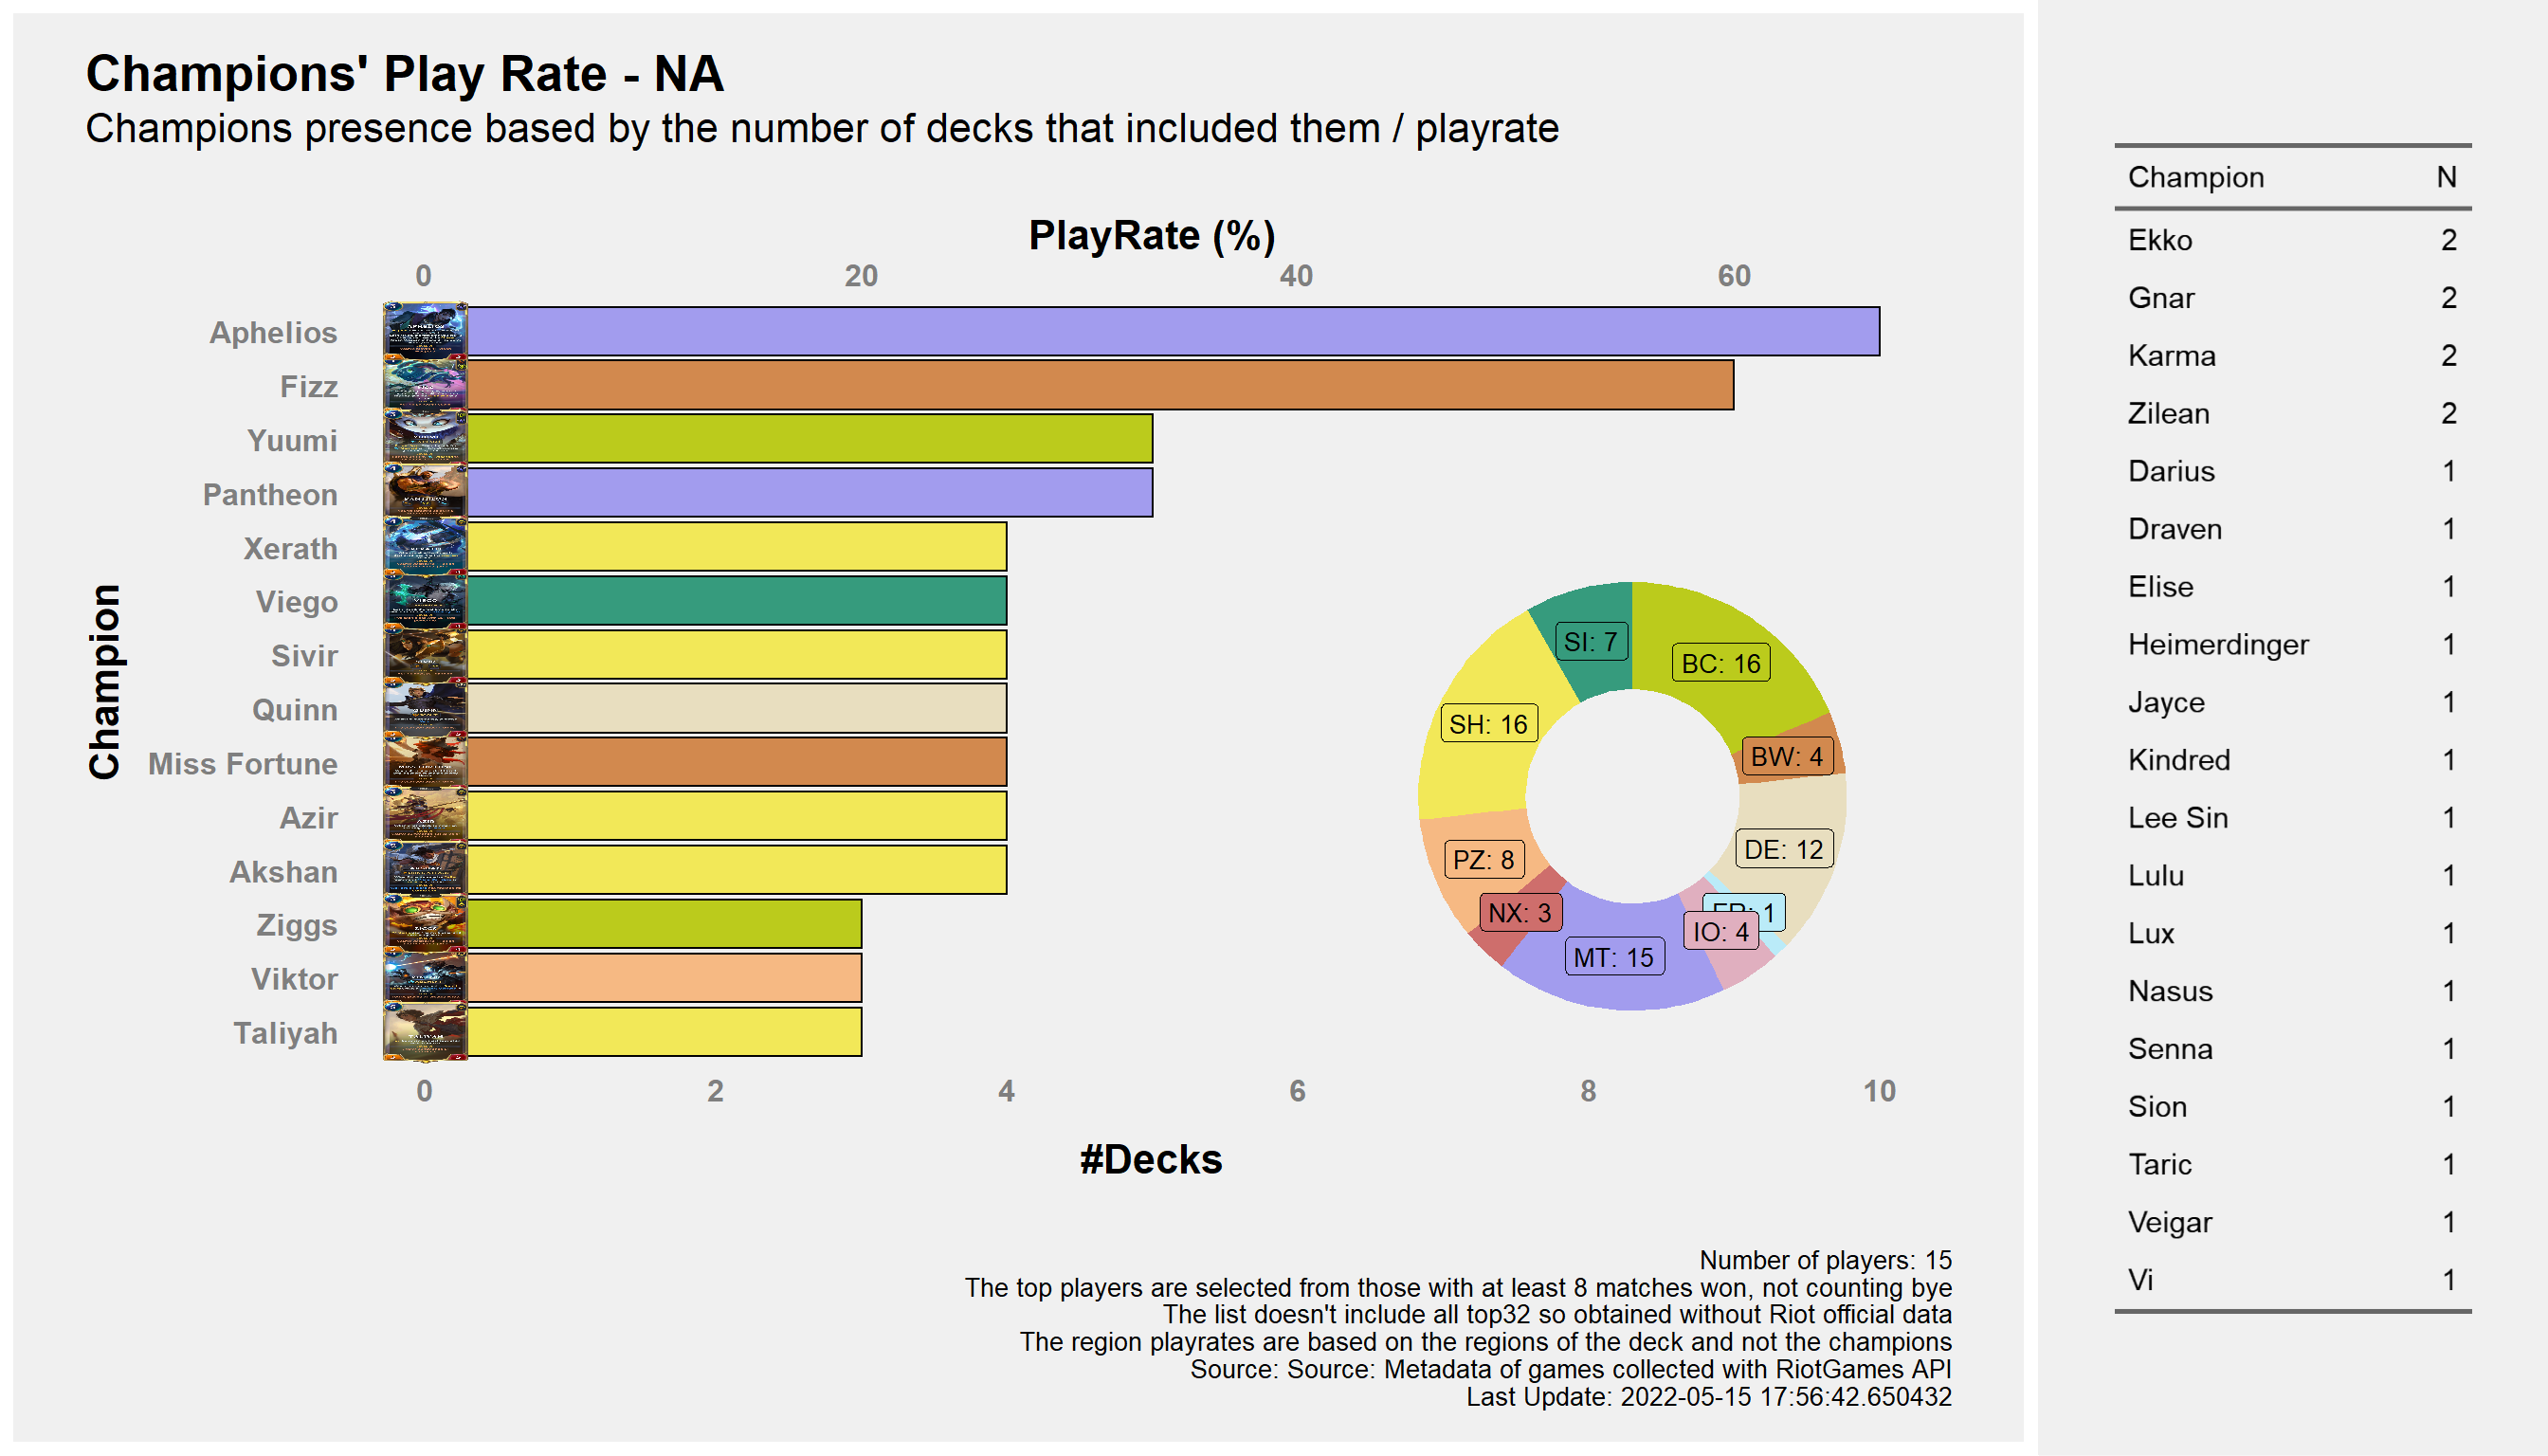 Champions' Play Rate - NA
Champions presence based by the number of decks that included them / playrate
PlayRate (%)
0 20 40 60
Champion
Aphelios
Fizz
Yuumi
Pantheon
Xerath
Viego
Sivir
Quinn
Miss Fortune
Azir
Akshan
Ziggs
Viktor
Taliyah
0 2 4 6 8 10
#Decks
SI: 7
BC: 16
SH: 16
BW: 4
DE: 12
PZ: 8
NX: 3
1
IO: 4
MT: 15
Number of players: 15
The top players are selected from those with at least 8 matches won, not counting bye
The list doesn't include all top32 so obtained without Riot official data
The region playrates are based on the regions of the deck and not the champions
Source: Source: Metadata of games collected with RiotGames API
Last Update: 2022-05-15 17:56:42.650432
Champion N
Ekko 2
Gnar 2
Karma 2
Zilean 2
Darius 1
Draven 1
Elise 1
Heimerdinger 1
Jayce 1
Kindred 1
Lee Sin 1
Lulu 1
Lux 1
Nasus 1
Senna 1
Sion 1
Taric 1
Veigar 1
Vi 1